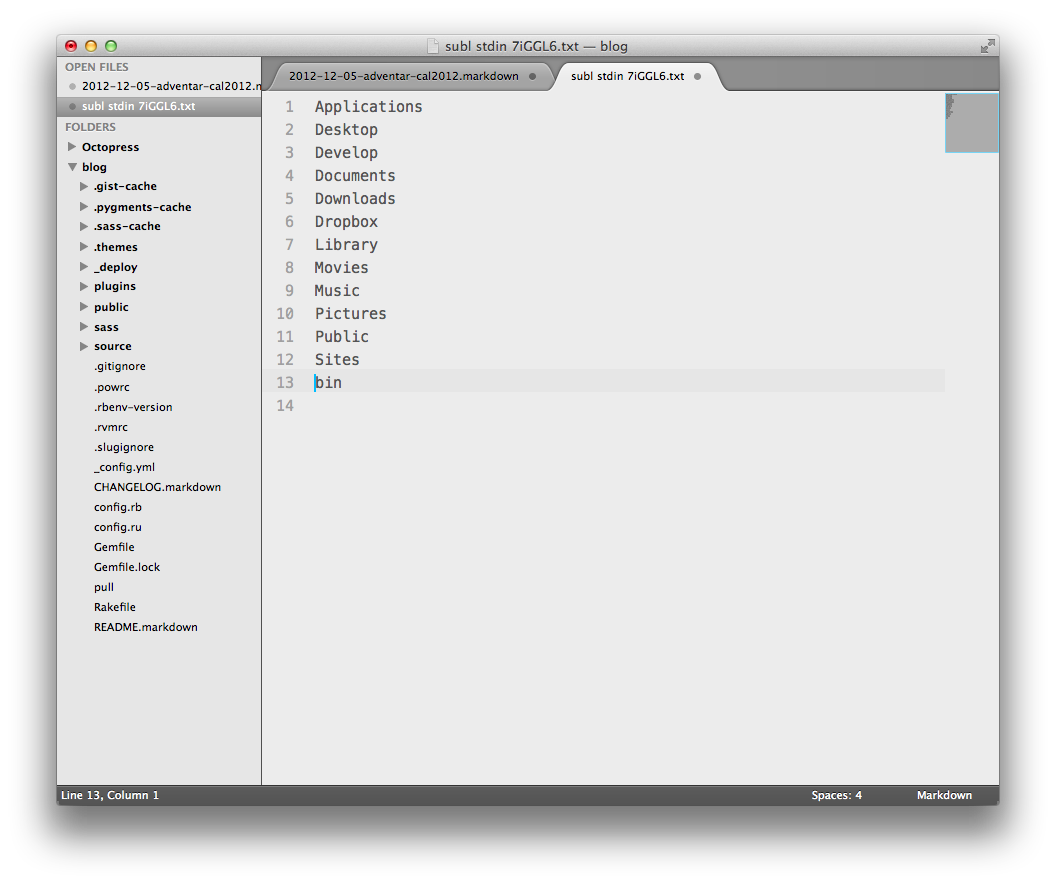 subl stdin 7iGGL6.txt — blog
OPEN FILES
2012-12-05-adventar-cal2012.m
subl stdin 7iGGL6.txt
FOLDERS
Octopress
blog
.gist-cache
.pygments-cache
.sass-cache
.themes
_deploy
plugins
public
sass
source
.gitignore
.powrc
.rbenv-version
.rvmrc
.slugignore
_config.yml
CHANGELOG.markdown
config.rb
config.ru
Gemfile
Gemfile.lock
pull
Rakefile
README.markdown
2012-12-05-adventar-cal2012.markdown
subl stdin 7iGGL6.txt
1 Applications
2 Desktop
3 Develop
4 Documents
5 Downloads
6 Dropbox
7 Library
8 Movies
9 Music
10 Pictures
11 Public
12 Sites
13 bin
14
Line 13, Column 1
Spaces: 4
Markdown